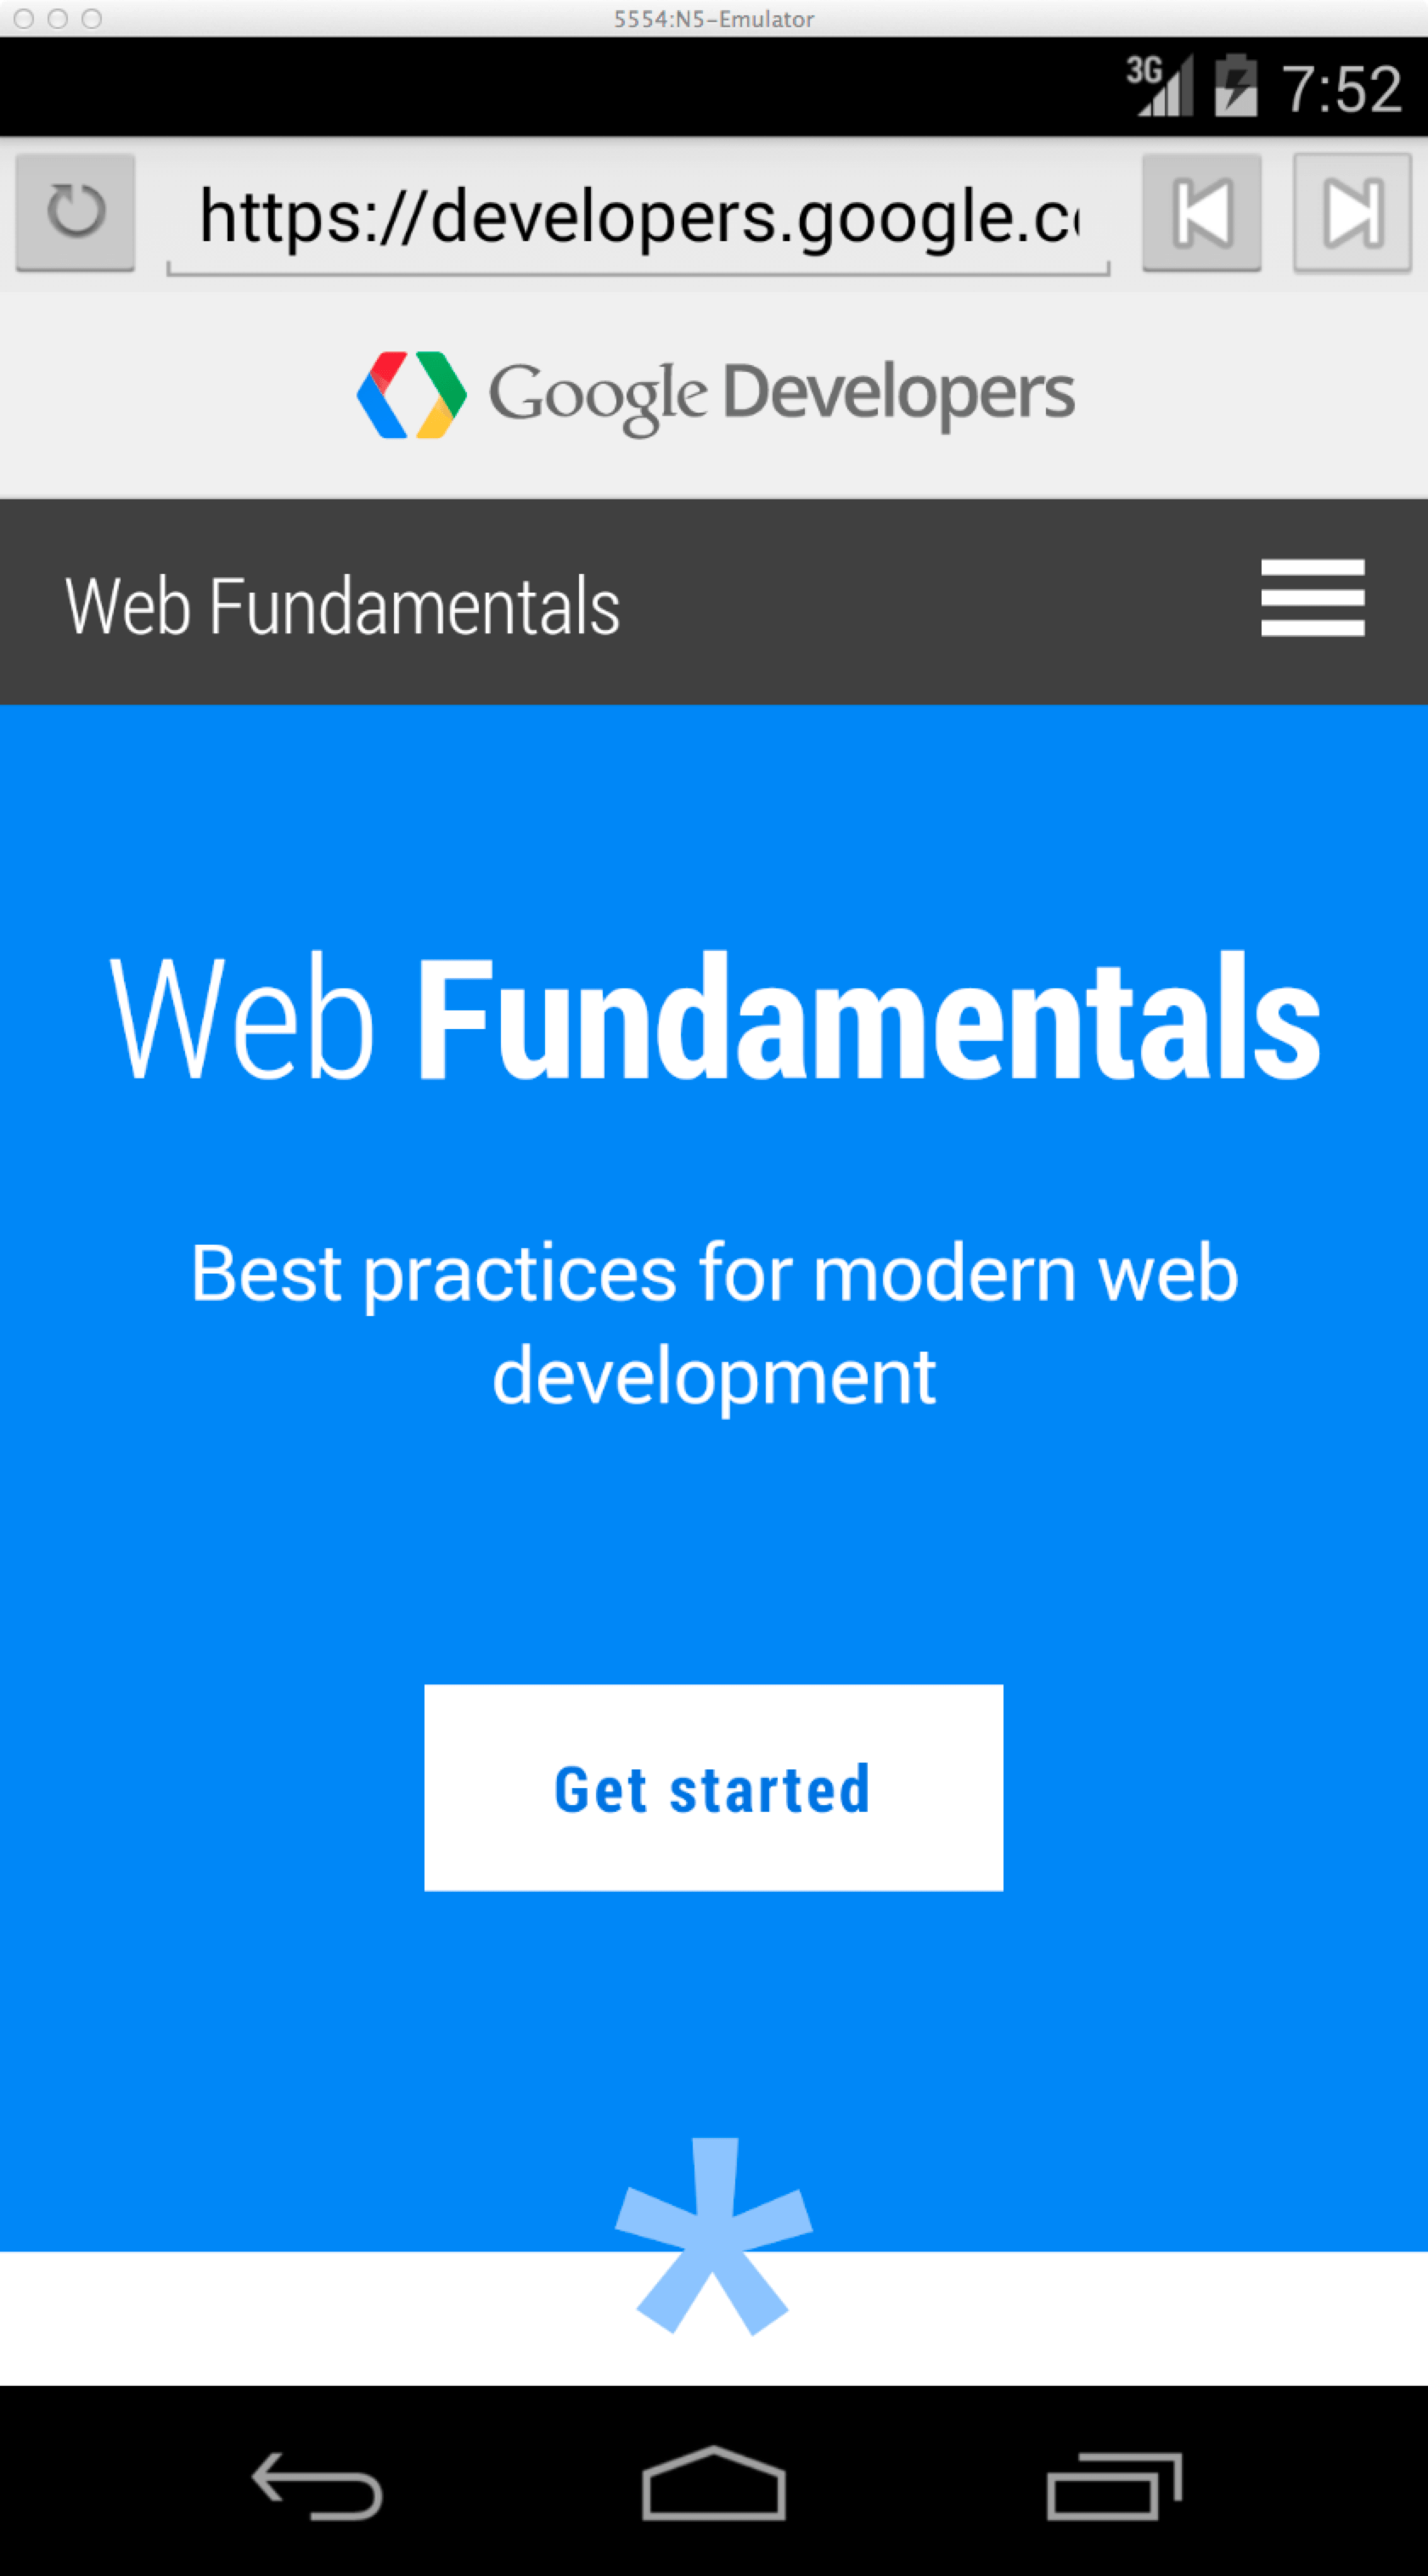 5554:N5-Emulator
3G 7:52
https://developers.google.c
Google Developers
Web Fundamentals
Web Fundamentals
Best practices for modern web
development
Get started
*